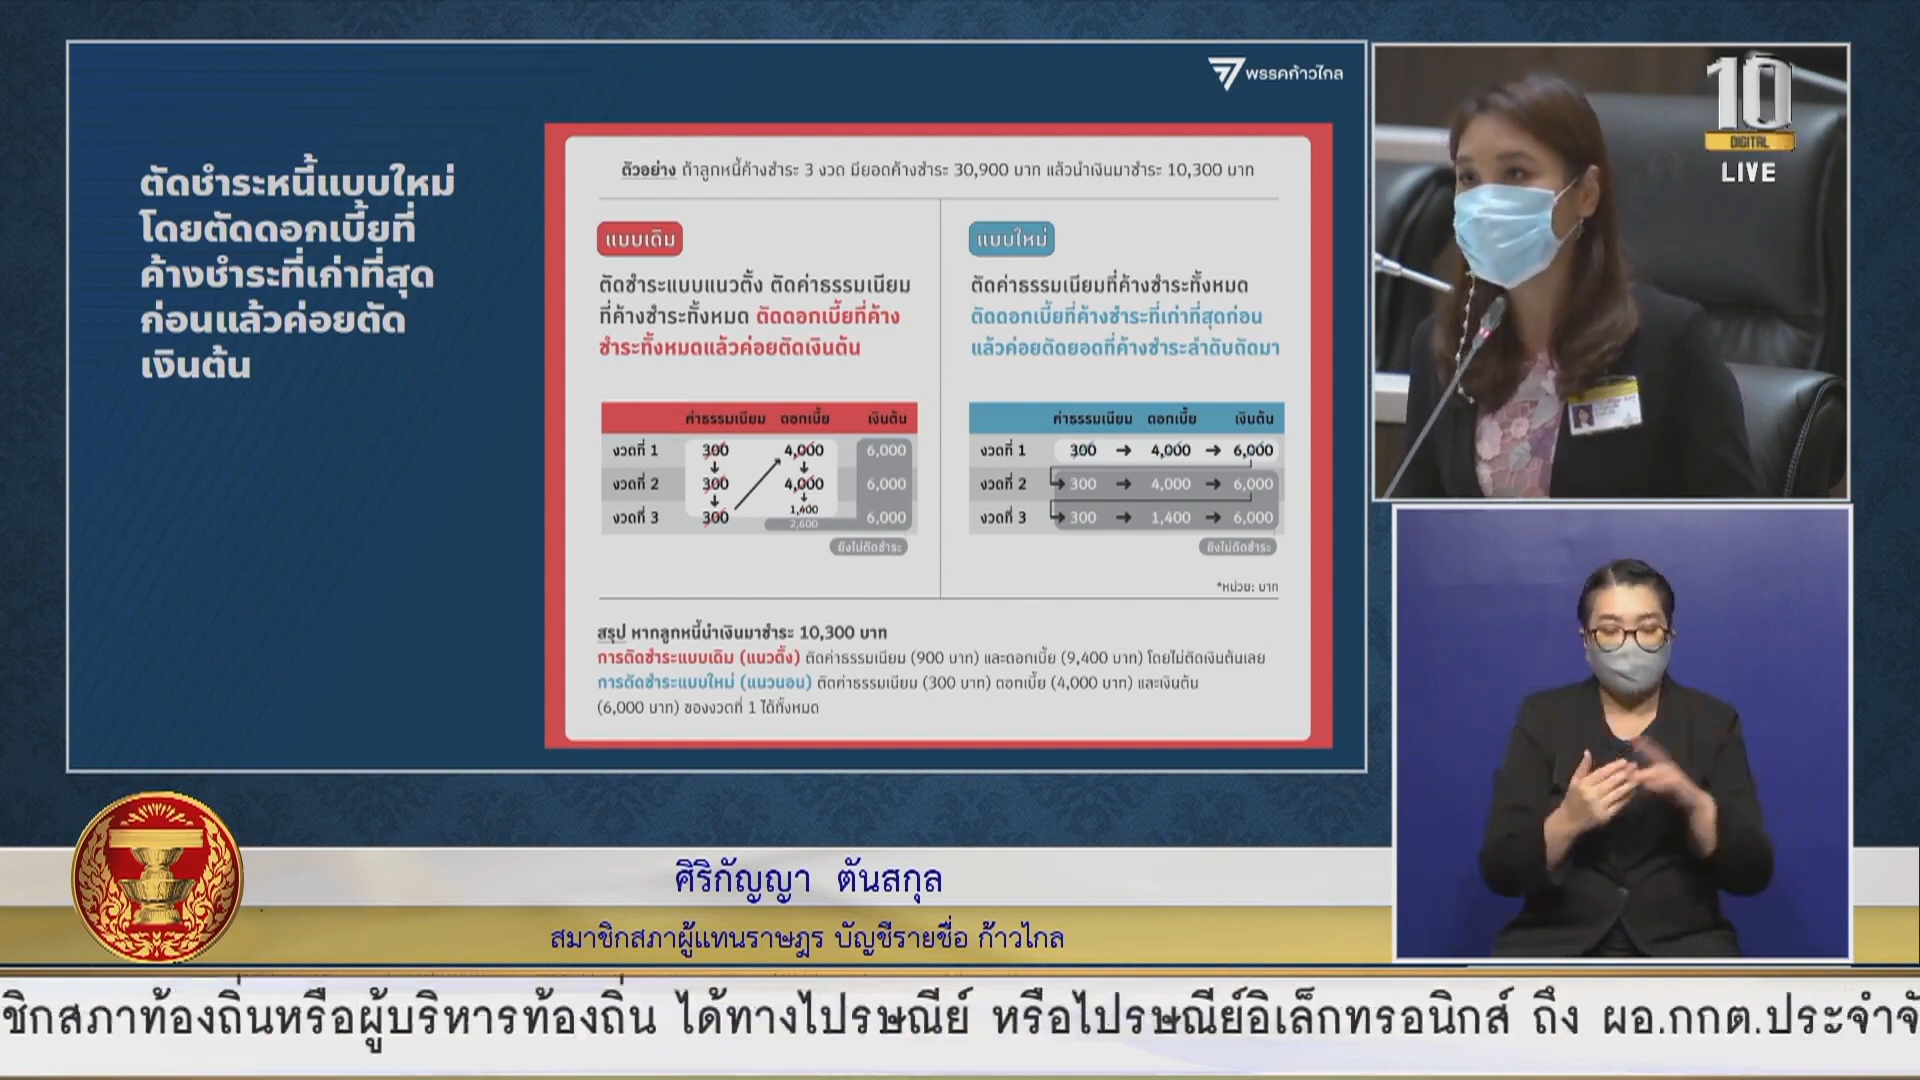 พรรคก้าวไกล
ตัดชำระหนี้แบบใหม่
โดยตัดดอกเบี้ยที่
ค้างชำระที่เก่าที่สุด
ก่อนแล้วค่อยตัด
เงินต้น
ตัวอย่าง ถ้าลูกหนี้ค้างชำระ 3 งวด มียอดค้างชำระ 30,900 บาท แล้วนำเงินมาชำระ 10,300 บาท
แบบเดิม
ตัดชำระแบบแนวตั้ง ตัดค่าธรรมเนียม
ที่ค้างชำระทั้งหมด ตัดดอกเบี้ยที่ค้าง
ชำระทั้งหมดแล้วค่อยตัดเงินต้น
ค่าธรรมเนียม ดอกเบี้ย เงินต้น
งวดที่ 1 300 4,000 6,000
งวดที่ 2 300 4,000 6,000
งวดที่ 3 300 1,400 2,600 6,000
ยังไม่ตัดชำระ
แบบใหม่
ตัดค่าธรรมเนียมที่ค้างชำระทั้งหมด
ตัดดอกเบี้ยที่ค้างชำระที่เก่าที่สุดก่อน
แล้วค่อยตัดยอดที่ค้างชำระลำดับถัดมา
ค่าธรรมเนียม ดอกเบี้ย เงินต้น
งวดที่ 1 300 → 4,000 → 6,000
งวดที่ 2 300 → 4,000 → 6,000
งวดที่ 3 300 → 1,400 → 6,000
ยังไม่ตัดชำระ
*หน่วย: บาท
สรุป หากลูกหนี้นำเงินมาชำระ 10,300 บาท
การตัดชำระแบบเดิม (แนวตั้ง) ตัดค่าธรรมเนียม (900 บาท) และดอกเบี้ย (9,400 บาท) โดยไม่ตัดเงินต้นเลย
การตัดชำระแบบใหม่ (แนวนอน) ตัดค่าธรรมเนียม (300 บาท) ดอกเบี้ย (4,000 บาท) และเงินต้น
(6,000 บาท) ของงวดที่ 1 ได้ทั้งหมด
10
DIGITAL
LIVE
ศิริกัญญา ตันสกุล
สมาชิกสภาผู้แทนราษฎร บัญชีรายชื่อ ก้าวไกล
ชิกสภาท้องถิ่นหรือผู้บริหารท้องถิ่น ได้ทางไปรษณีย์ หรือไปรษณีย์อิเล็กทรอนิกส์ ถึง ผอ.กกต.ประจำจั